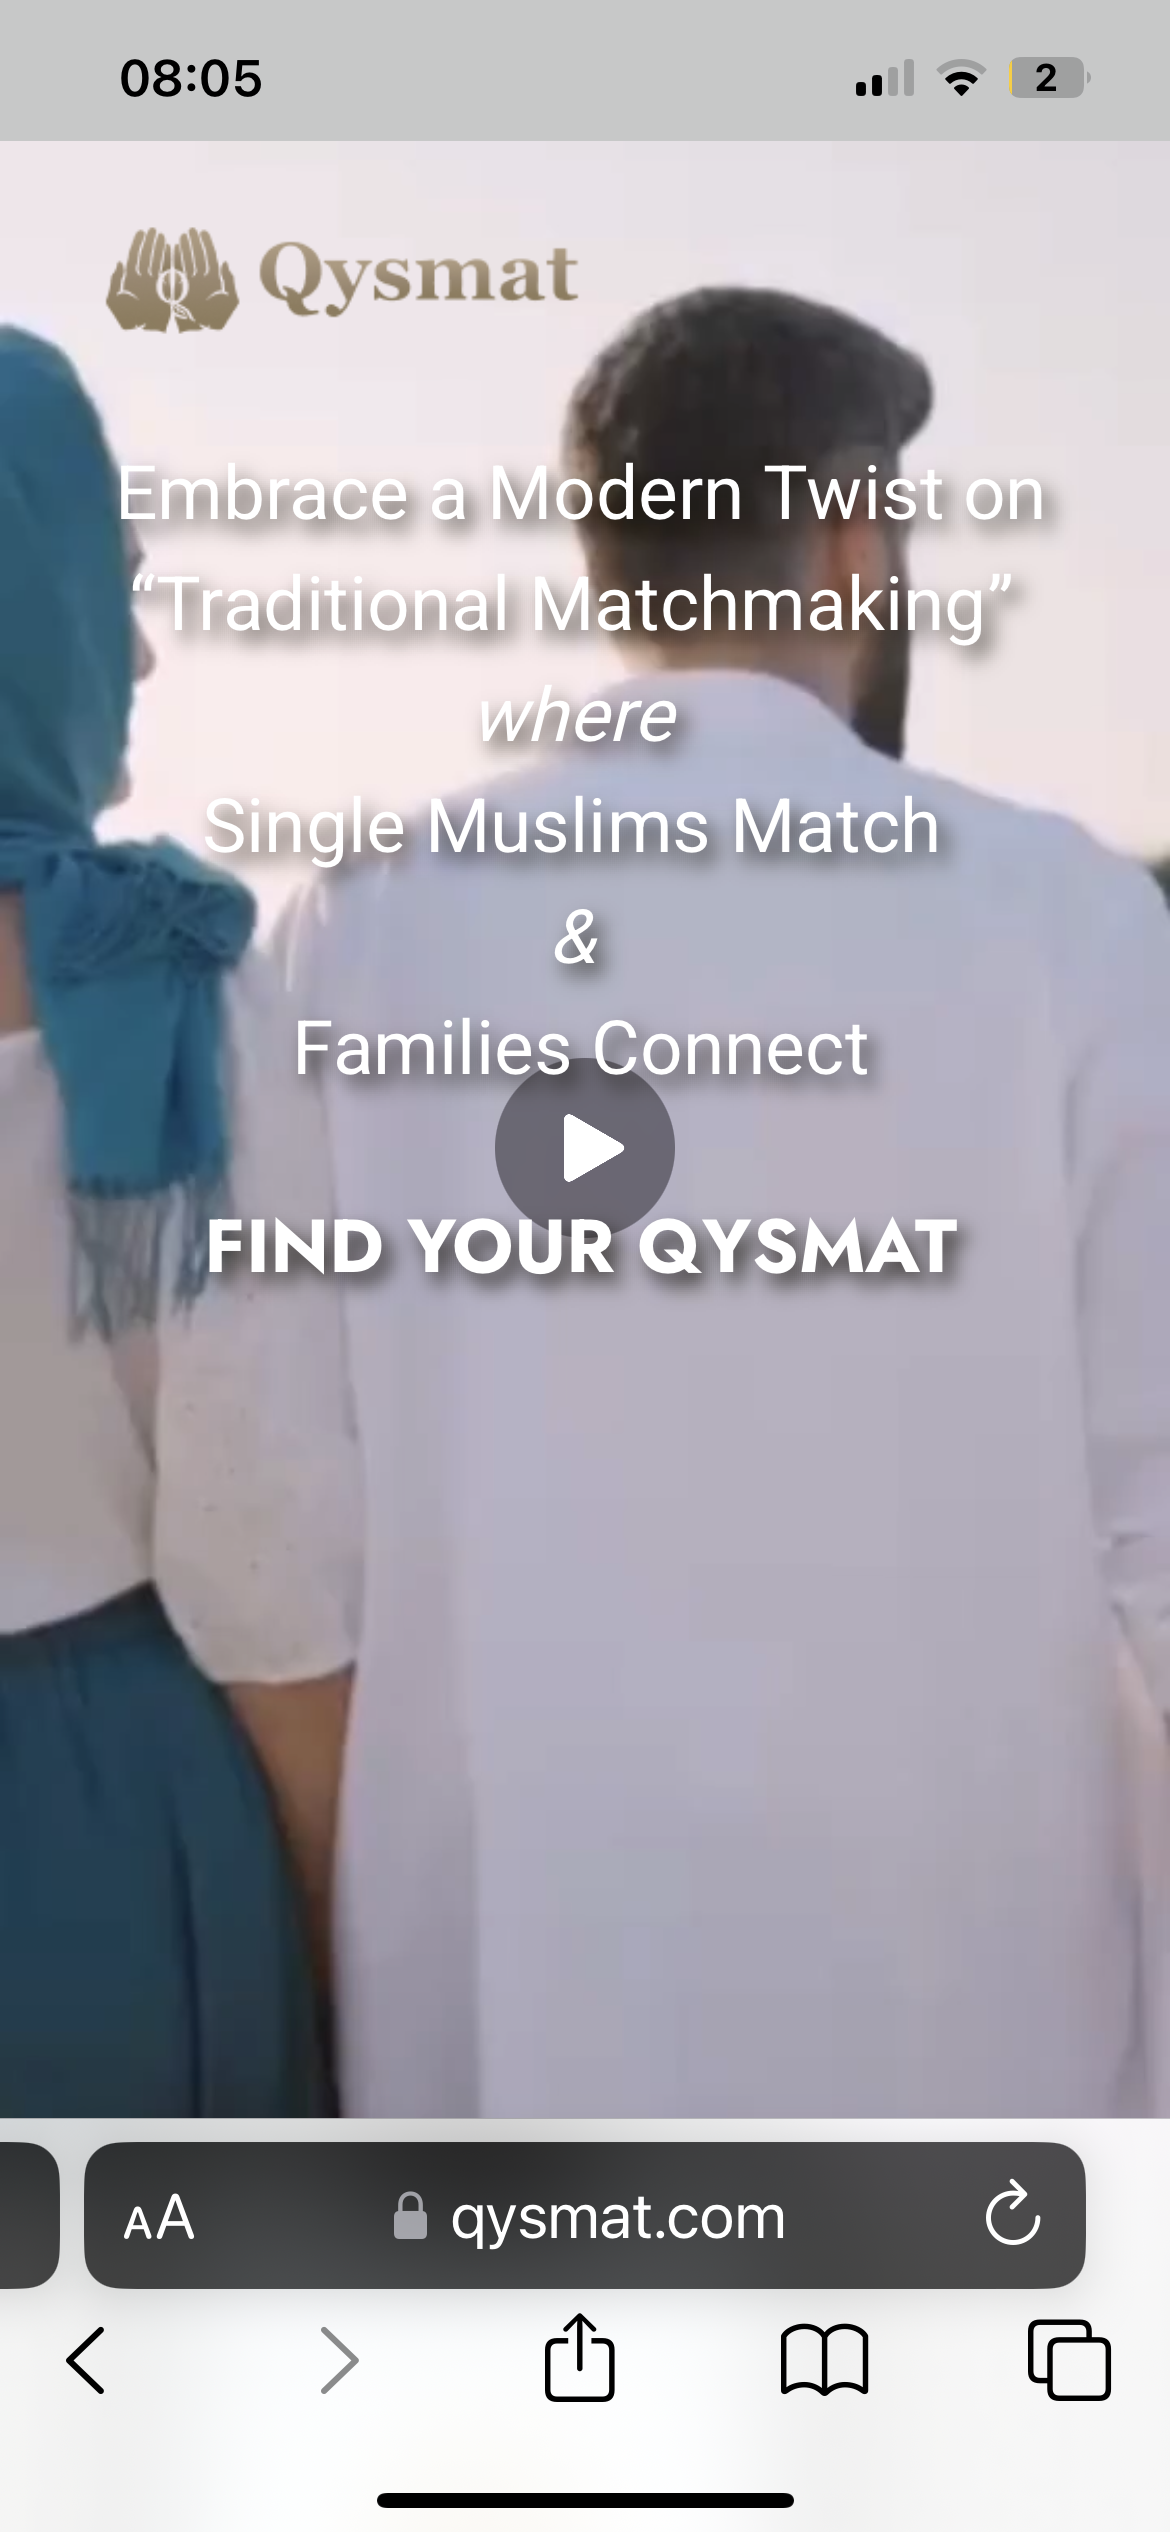 08:05
2
Qysmat
Embrace a Modern Twist on
“Traditional Matchmaking”
where
Single Muslims Match
&
Families Connect
FIND YOUR QYSMAT
AA
qysmat.com